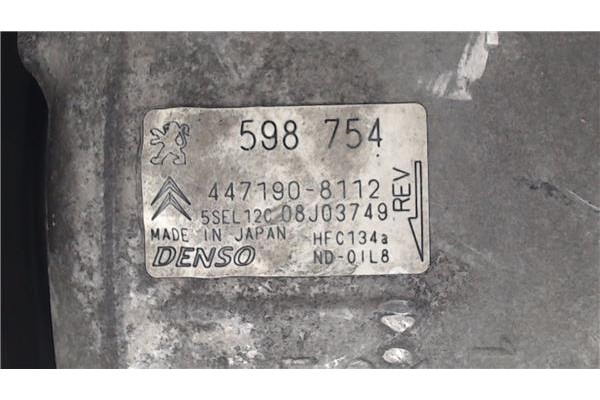 598 754
447190-8112
5SEL12C 08J03749
REV
MADE IN JAPAN HFC134a
DENSO ND-OIL8